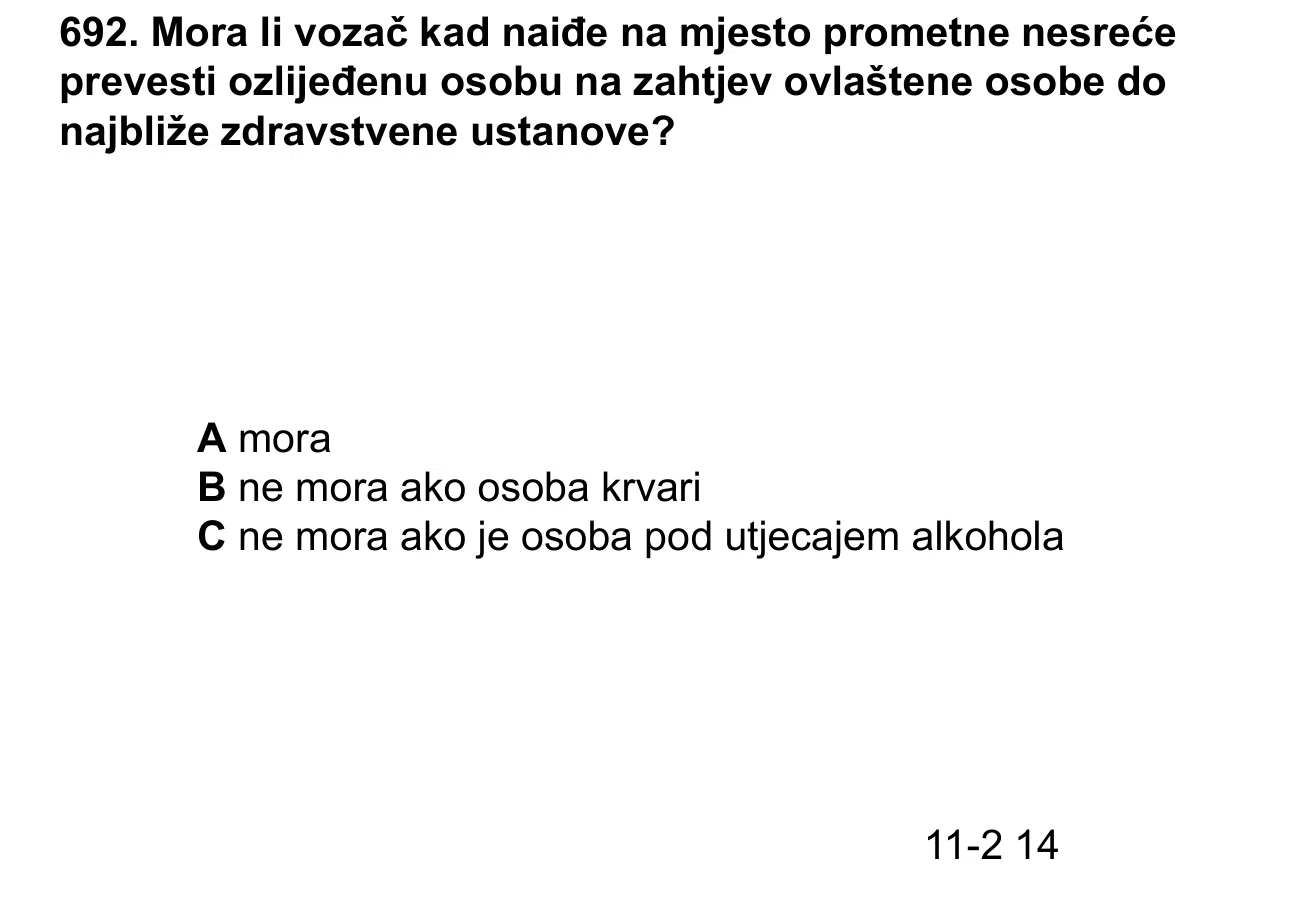 692. Mora li vozač kad naiđe na mjesto prometne nesreće
prevesti ozlijeđenu osobu na zahtjev ovlaštene osobe do
najbliže zdravstvene ustanove?
A mora
B ne mora ako osoba krvari
C ne mora ako je osoba pod utjecajem alkohola
11-2 14